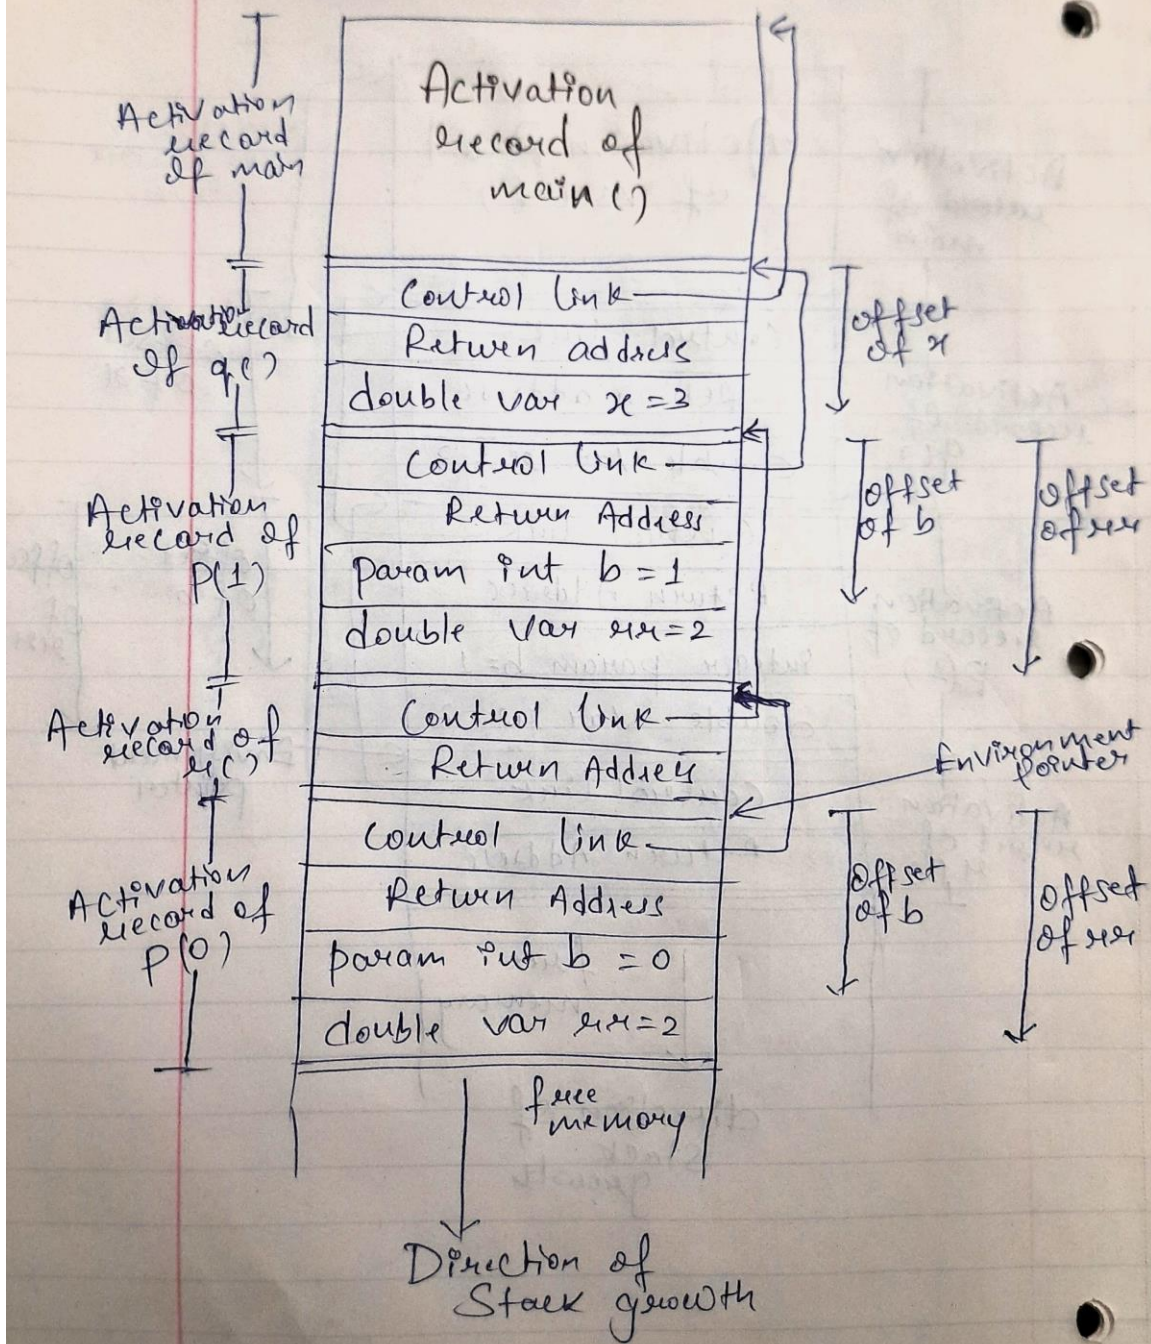 Activation
record of
main ()
Activation
record
of main
Control link
Return address
double var x = 3
Activation record
of q()
offset
of x
Control link
Return Address
param int b = 1
double var rr = 2
Activation
record of
P(1)
offset
of b
offset
of rr
Control link
Return Address
Activation
record of
r()
Environment
pointer
Control link
Return Address
param int b = 0
double var rr = 2
Activation
record of
P(0)
offset
of b
offset
of rr
free
memory
Direction of
Stack growth